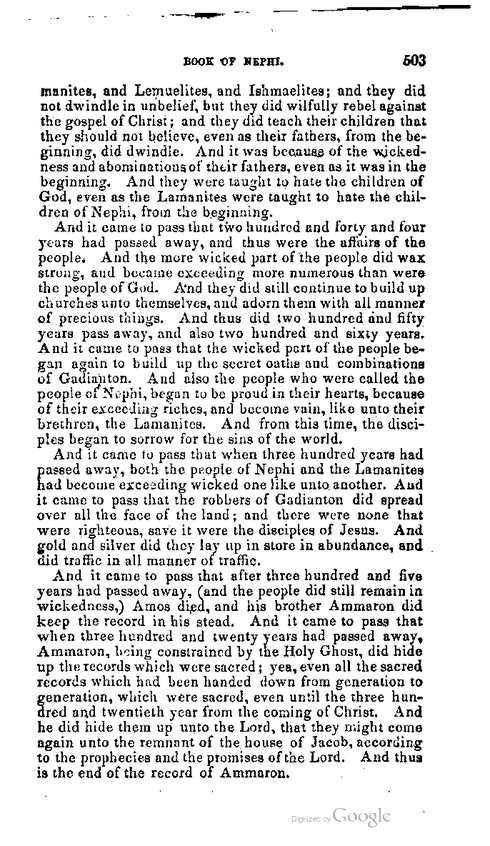 BOOK OF NEPHI. 503
manites, and Lemuelites, and Ishmaelites; and they did
not dwindle in unbelief, but they did wilfully rebel against
the gospel of Christ; and they did teach their children that
they should not believe, even as their fathers, from the be-
ginning, did dwindle. And it was because of the wicked-
ness and abominations of their fathers, even as it was in the
beginning. And they were taught to hate the children of
God, even as the Lamanites were taught to hate the chil-
dren of Nephi, from the beginning.
And it came to pass that two hundred and forty and four
years had passed away, and thus were the affairs of the
people. And the more wicked part of the people did wax
strong, and became exceeding more numerous than were
the people of God. And they did still continue to build up
churches unto themselves, and adorn them with all manner
of precious things. And thus did two hundred and fifty
years pass away, and also two hundred and sixty years.
And it came to pass that the wicked part of the people be-
gan again to build up the secret oaths and combinations
of Gadianton. And also the people who were called the
people of Nephi, began to be proud in their hearts, because
of their exceeding riches, and become vain, like unto their
brethren, the Lamanites. And from this time, the disci-
ples began to sorrow for the sins of the world.
And it came to pass that when three hundred years had
passed away, both the people of Nephi and the Lamanites
had become exceeding wicked one like unto another. And
it came to pass that the robbers of Gadianton did spread
over all the face of the land; and there were none that
were righteous, save it were the disciples of Jesus. And
gold and silver did they lay up in store in abundance, and
did traffic in all manner of traffic.
And it came to pass that after three hundred and five
years had passed away, (and the people did still remain in
wickedness,) Amos died, and his brother Ammaron did
keep the record in his stead. And it came to pass that
when three hundred and twenty years had passed away,
Ammaron, being constrained by the Holy Ghost, did hide
up the records which were sacred; yea, even all the sacred
records which had been handed down from generation to
generation, which were sacred, even until the three hun-
dred and twentieth year from the coming of Christ. And
he did hide them up unto the Lord, that they might come
again unto the remnant of the house of Jacob, according
to the prophecies and the promises of the Lord. And thus
is the end of the record of Ammaron.
Digitized by Google